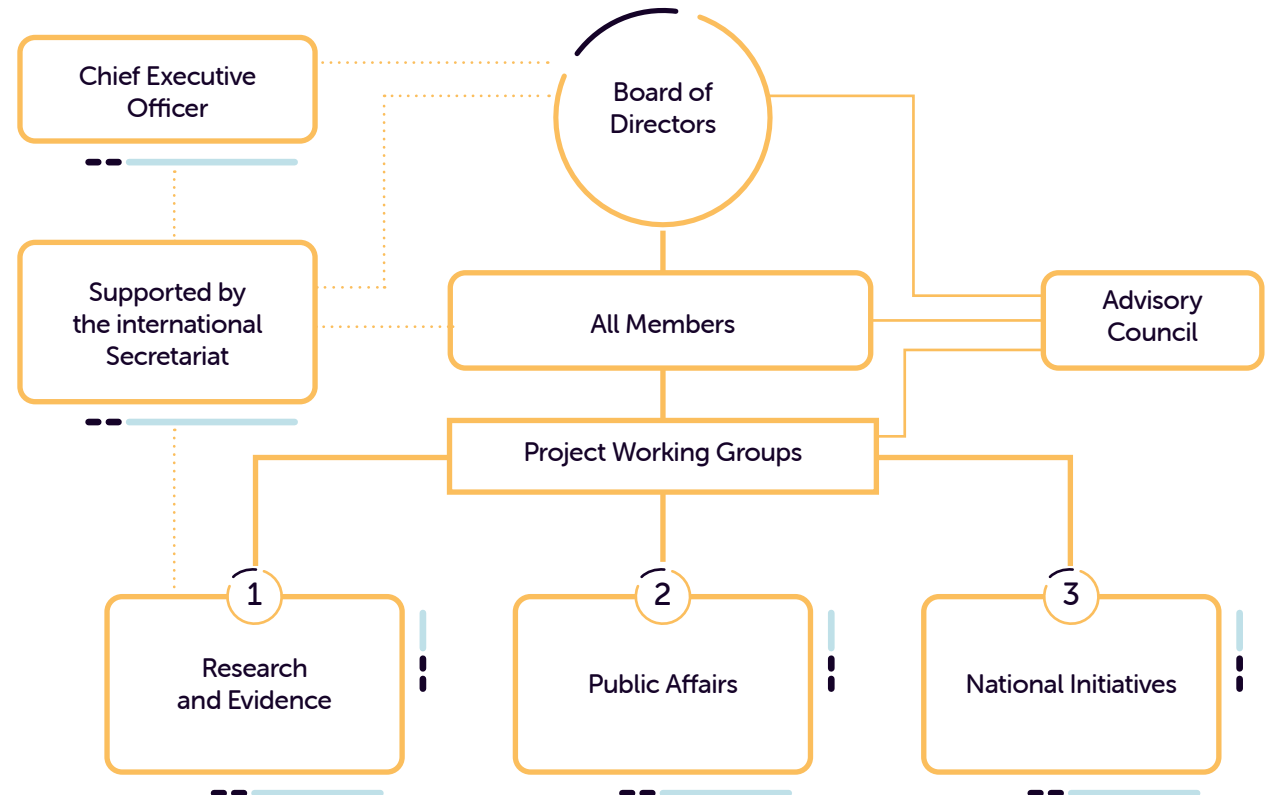 Chief Executive
Officer
Board of
Directors
Supported by
the international
Secretariat
All Members
Advisory
Council
Project Working Groups
1
2
3
Research
and Evidence
Public Affairs
National Initiatives